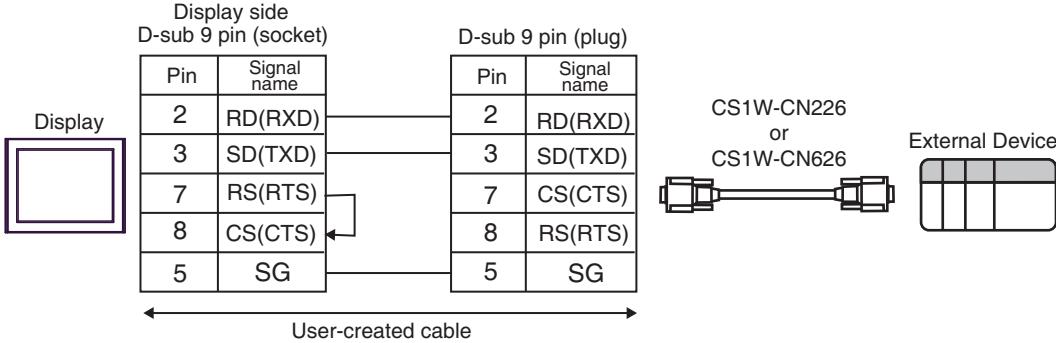 Display side
D-sub 9 pin (socket)
D-sub 9 pin (plug)
Pin Signal name
Pin Signal name
2 RD(RXD) 2 RD(RXD)
3 SD(TXD) 3 SD(TXD)
7 RS(RTS) 7 CS(CTS)
8 CS(CTS) 8 RS(RTS)
5 SG 5 SG
User-created cable
Display
CS1W-CN226
or
CS1W-CN626
External Device